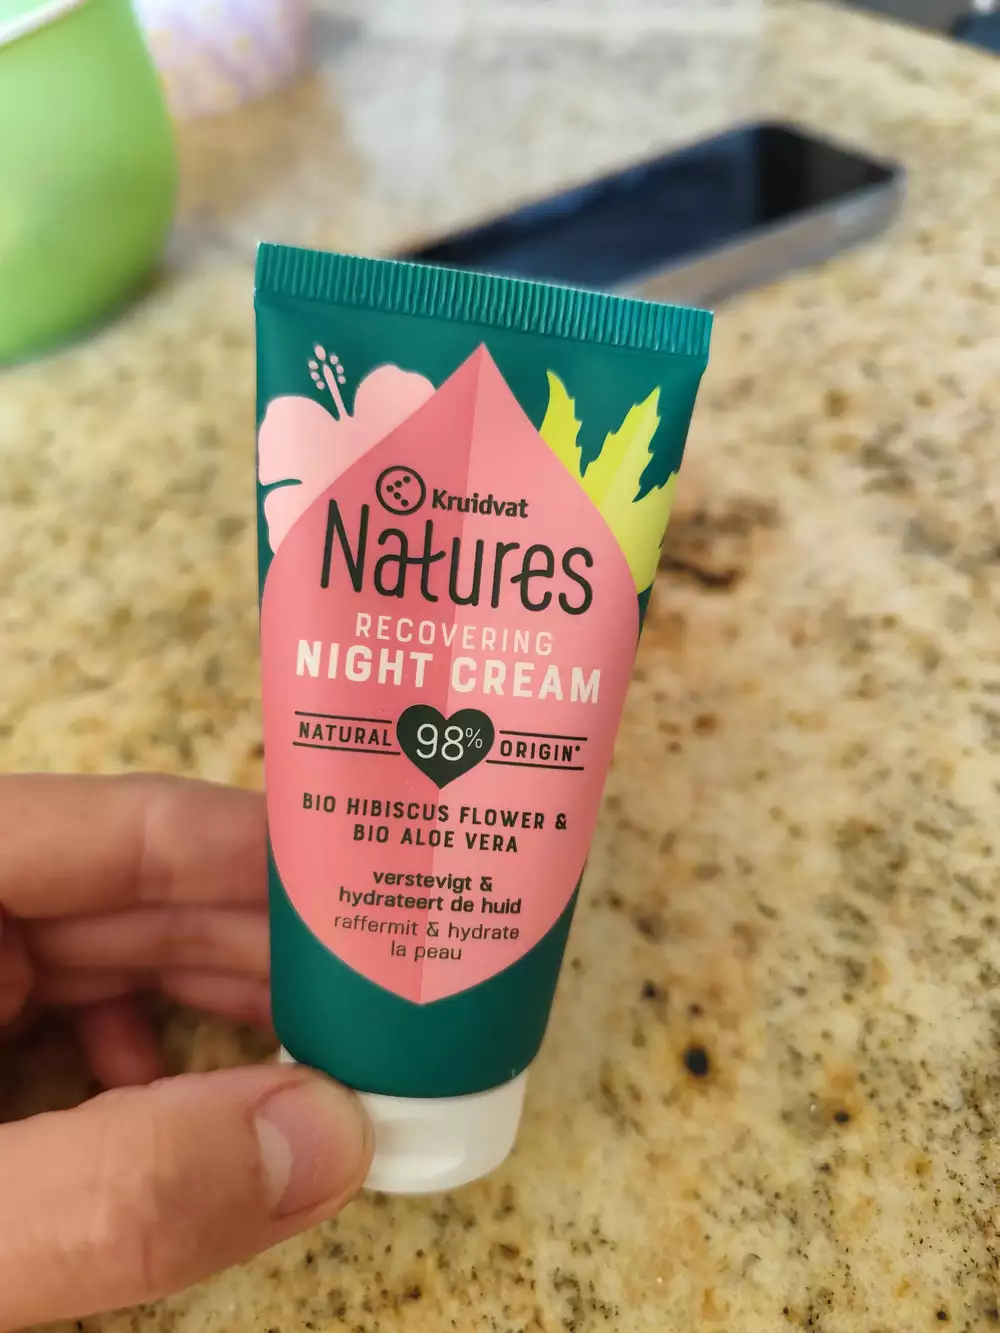 Kruidvat
Natures
RECOVERING
NIGHT CREAM
NATURAL 98% ORIGIN*
BIO HIBISCUS FLOWER &
BIO ALOE VERA
verstevigt &
hydrateert de huid
raffermit & hydrate
la peau